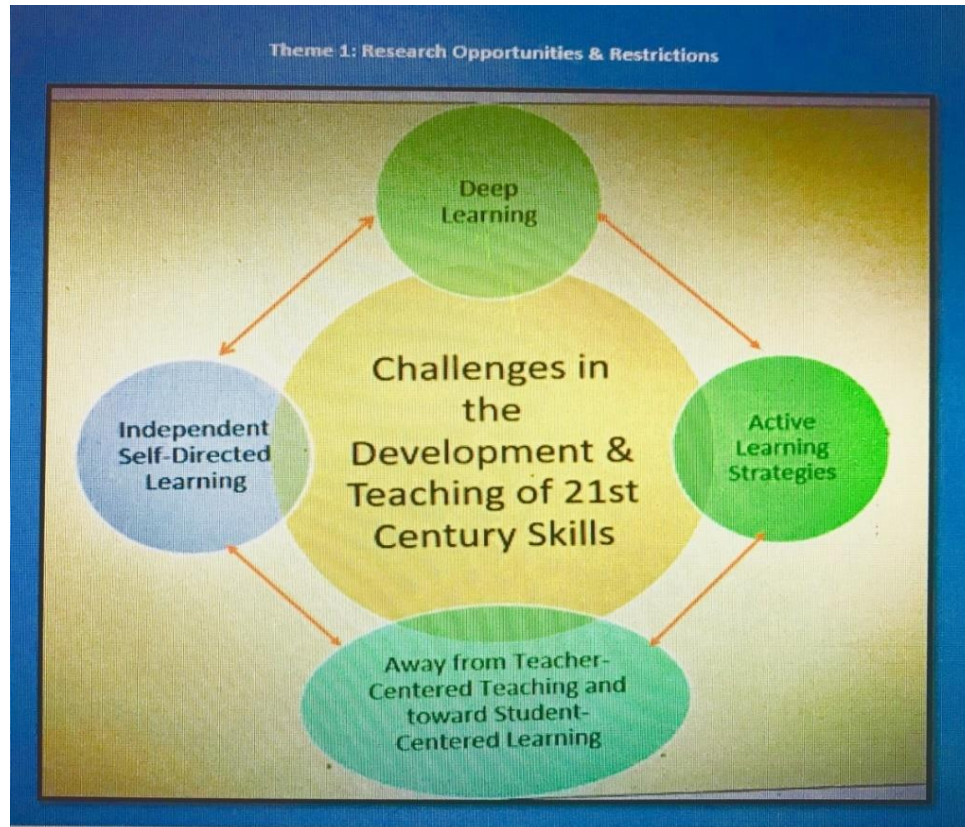 Theme 1: Research Opportunities & Restrictions
Deep
Learning
Challenges in
the
Development &
Teaching of 21st
Century Skills
Independent
Self-Directed
Learning
Active
Learning
Strategies
Away from Teacher-
Centered Teaching and
toward Student-
Centered Learning